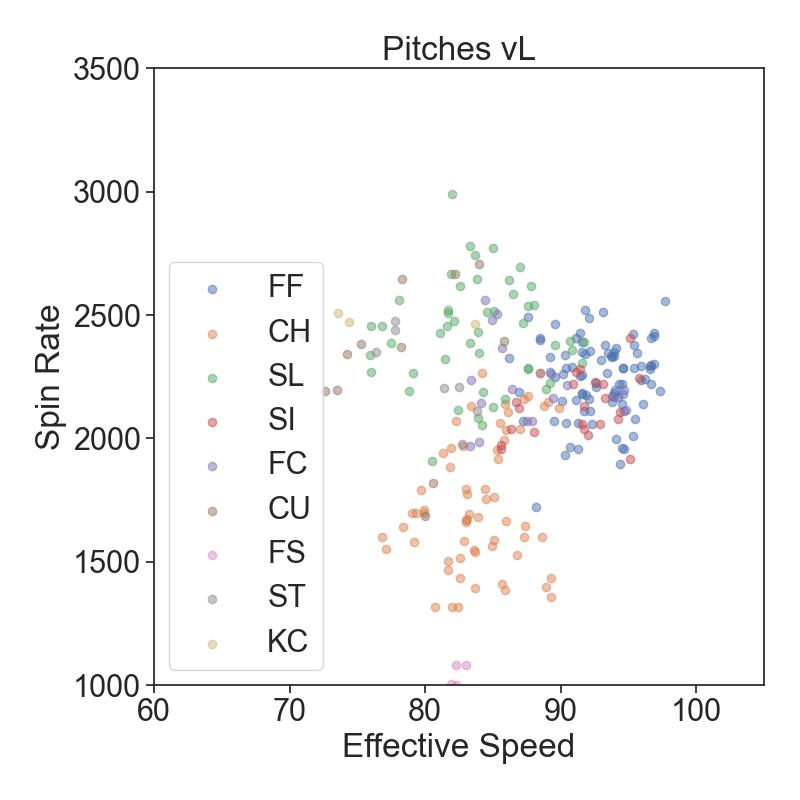 Pitches vL
3500
3000
2500
2000
1500
1000
Spin Rate
FF
CH
SL
SI
FC
CU
FS
ST
KC
60 70 80 90 100
Effective Speed